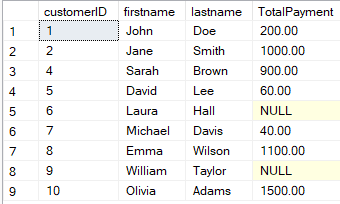 customerID firstname lastname TotalPayment
1 1 John Doe 200.00
2 2 Jane Smith 1000.00
3 4 Sarah Brown 900.00
4 5 David Lee 60.00
5 6 Laura Hall NULL
6 7 Michael Davis 40.00
7 8 Emma Wilson 1100.00
8 9 William Taylor NULL
9 10 Olivia Adams 1500.00